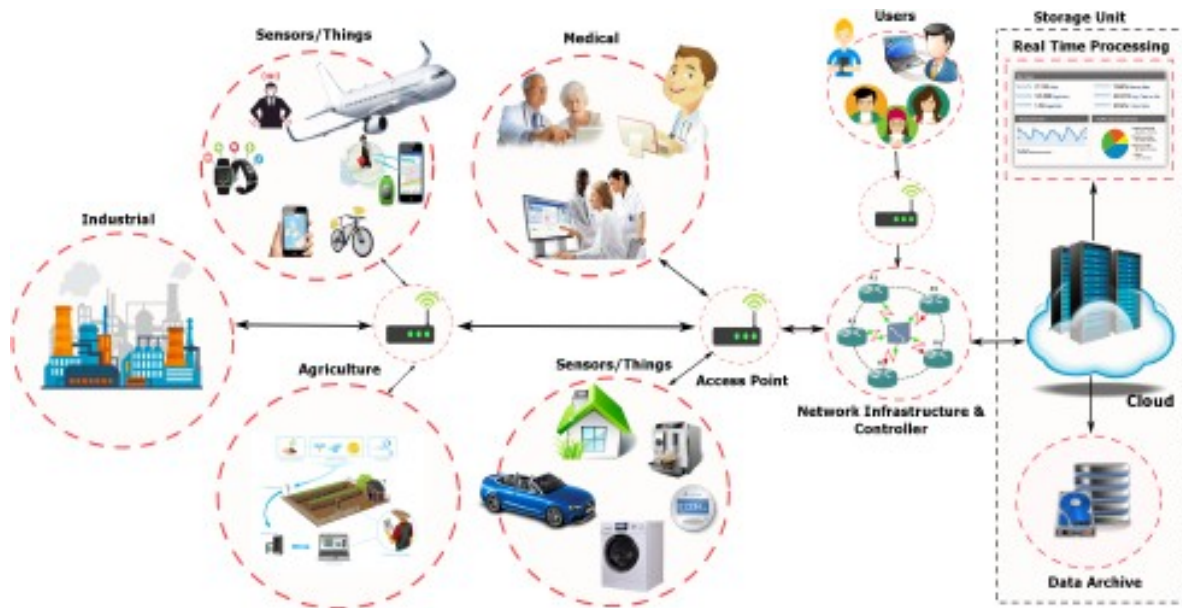 Users
Storage Unit
Sensors/Things
Medical
Real Time Processing
Industrial
Agriculture
Sensors/Things
Access Point
Network Infrastructure &
Controller
Cloud
Data Archive